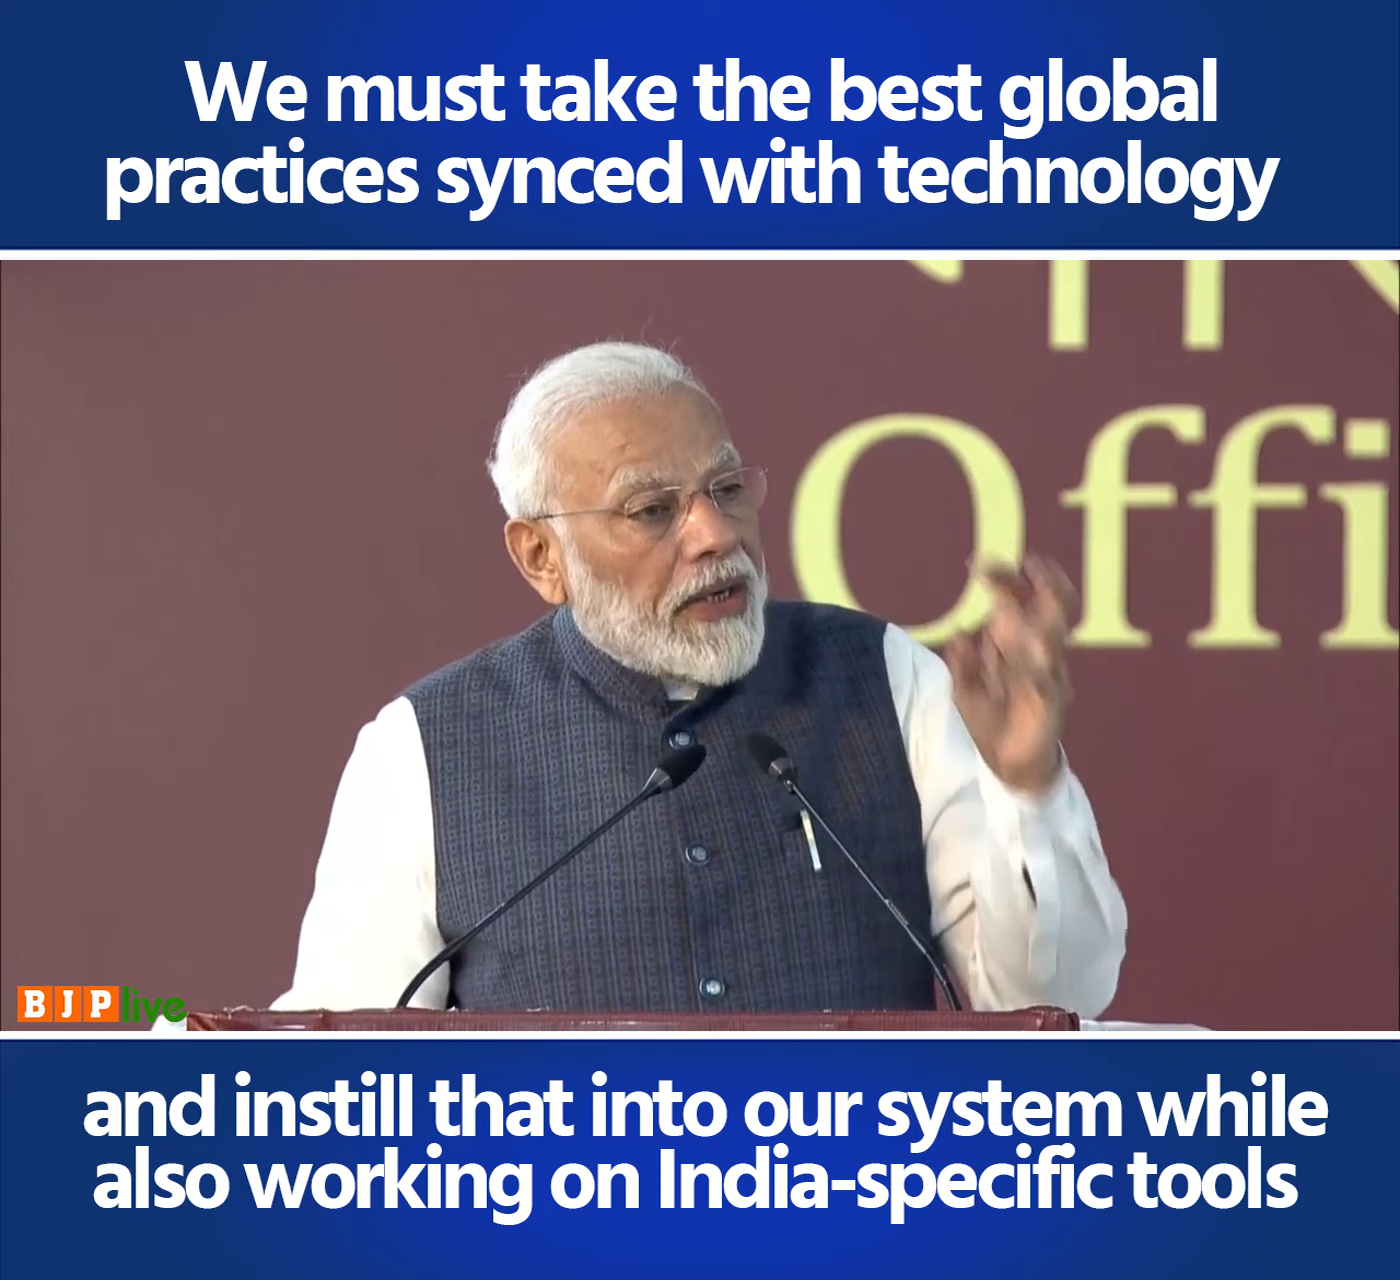 We must take the best global
practices synced with technology
Offi
BJPlive
and instill that into our system while
also working on India-specific tools